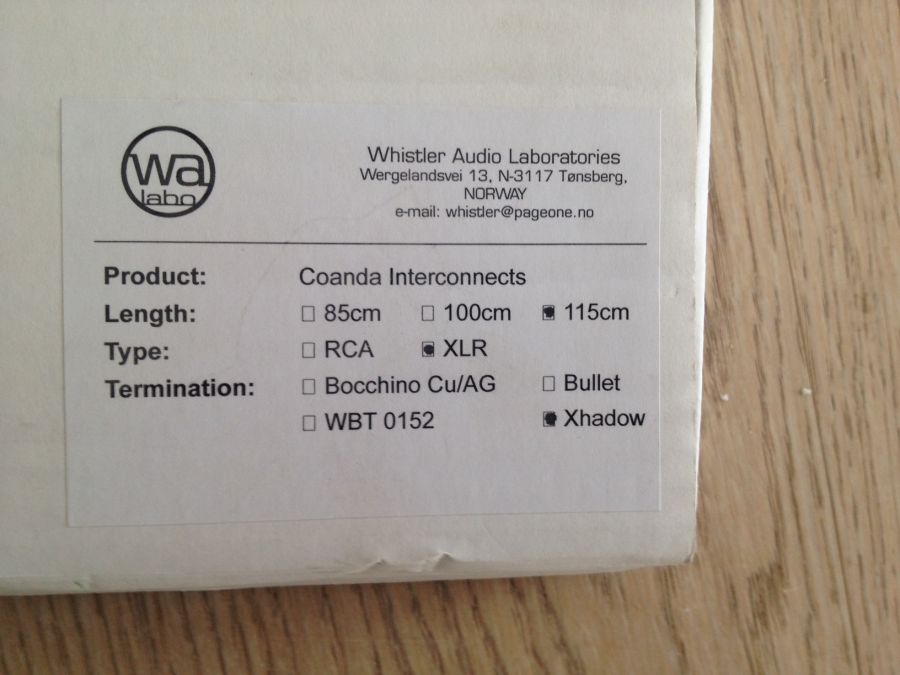 wa
labo
Whistler Audio Laboratories
Wergelandsvei 13, N-3117 Tønsberg,
NORWAY
e-mail: whistler@pageone.no
Product: Coanda Interconnects
Length: 85cm 100cm 115cm
Type: RCA XLR
Termination: Bocchino Cu/AG Bullet
WBT 0152 Xhadow